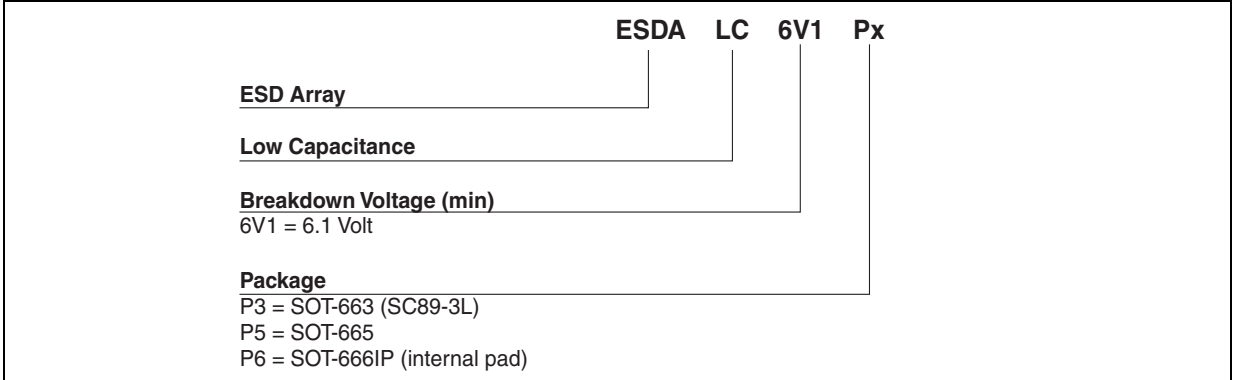 ESDA LC 6V1 Px
ESD Array
Low Capacitance
Breakdown Voltage (min)
6V1 = 6.1 Volt
Package
P3 = SOT-663 (SC89-3L)
P5 = SOT-665
P6 = SOT-666IP (internal pad)